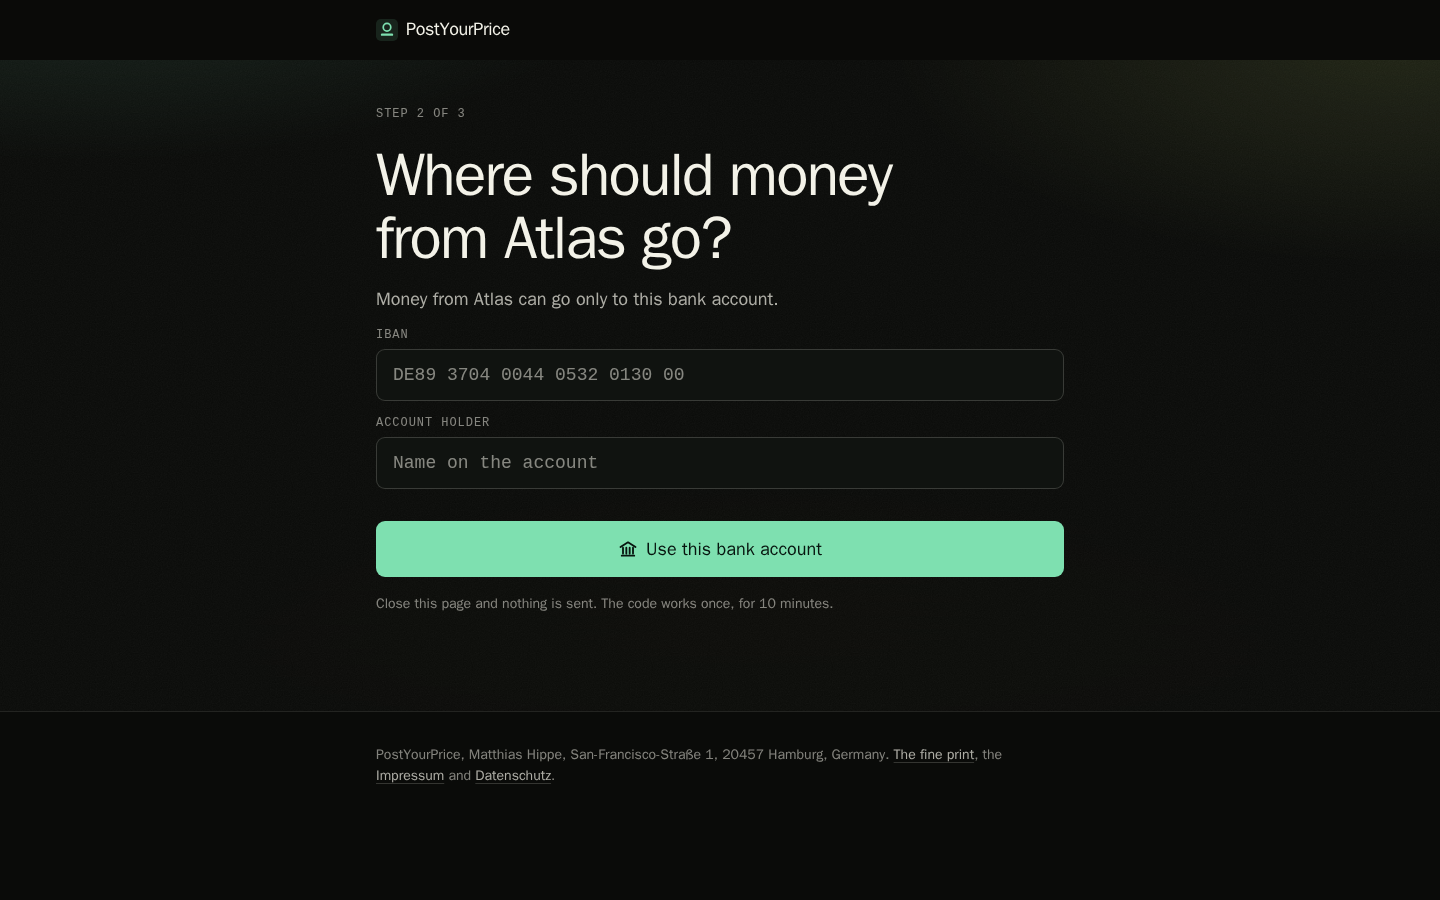 PostYourPrice
STEP 2 OF 3
Where should money
from Atlas go?
Money from Atlas can go only to this bank account.
IBAN
DE89 3704 0044 0532 0130 00
ACCOUNT HOLDER
Name on the account
Use this bank account
Close this page and nothing is sent. The code works once, for 10 minutes.
PostYourPrice, Matthias Hippe, San-Francisco-Straße 1, 20457 Hamburg, Germany. The fine print, the
Impressum and Datenschutz.